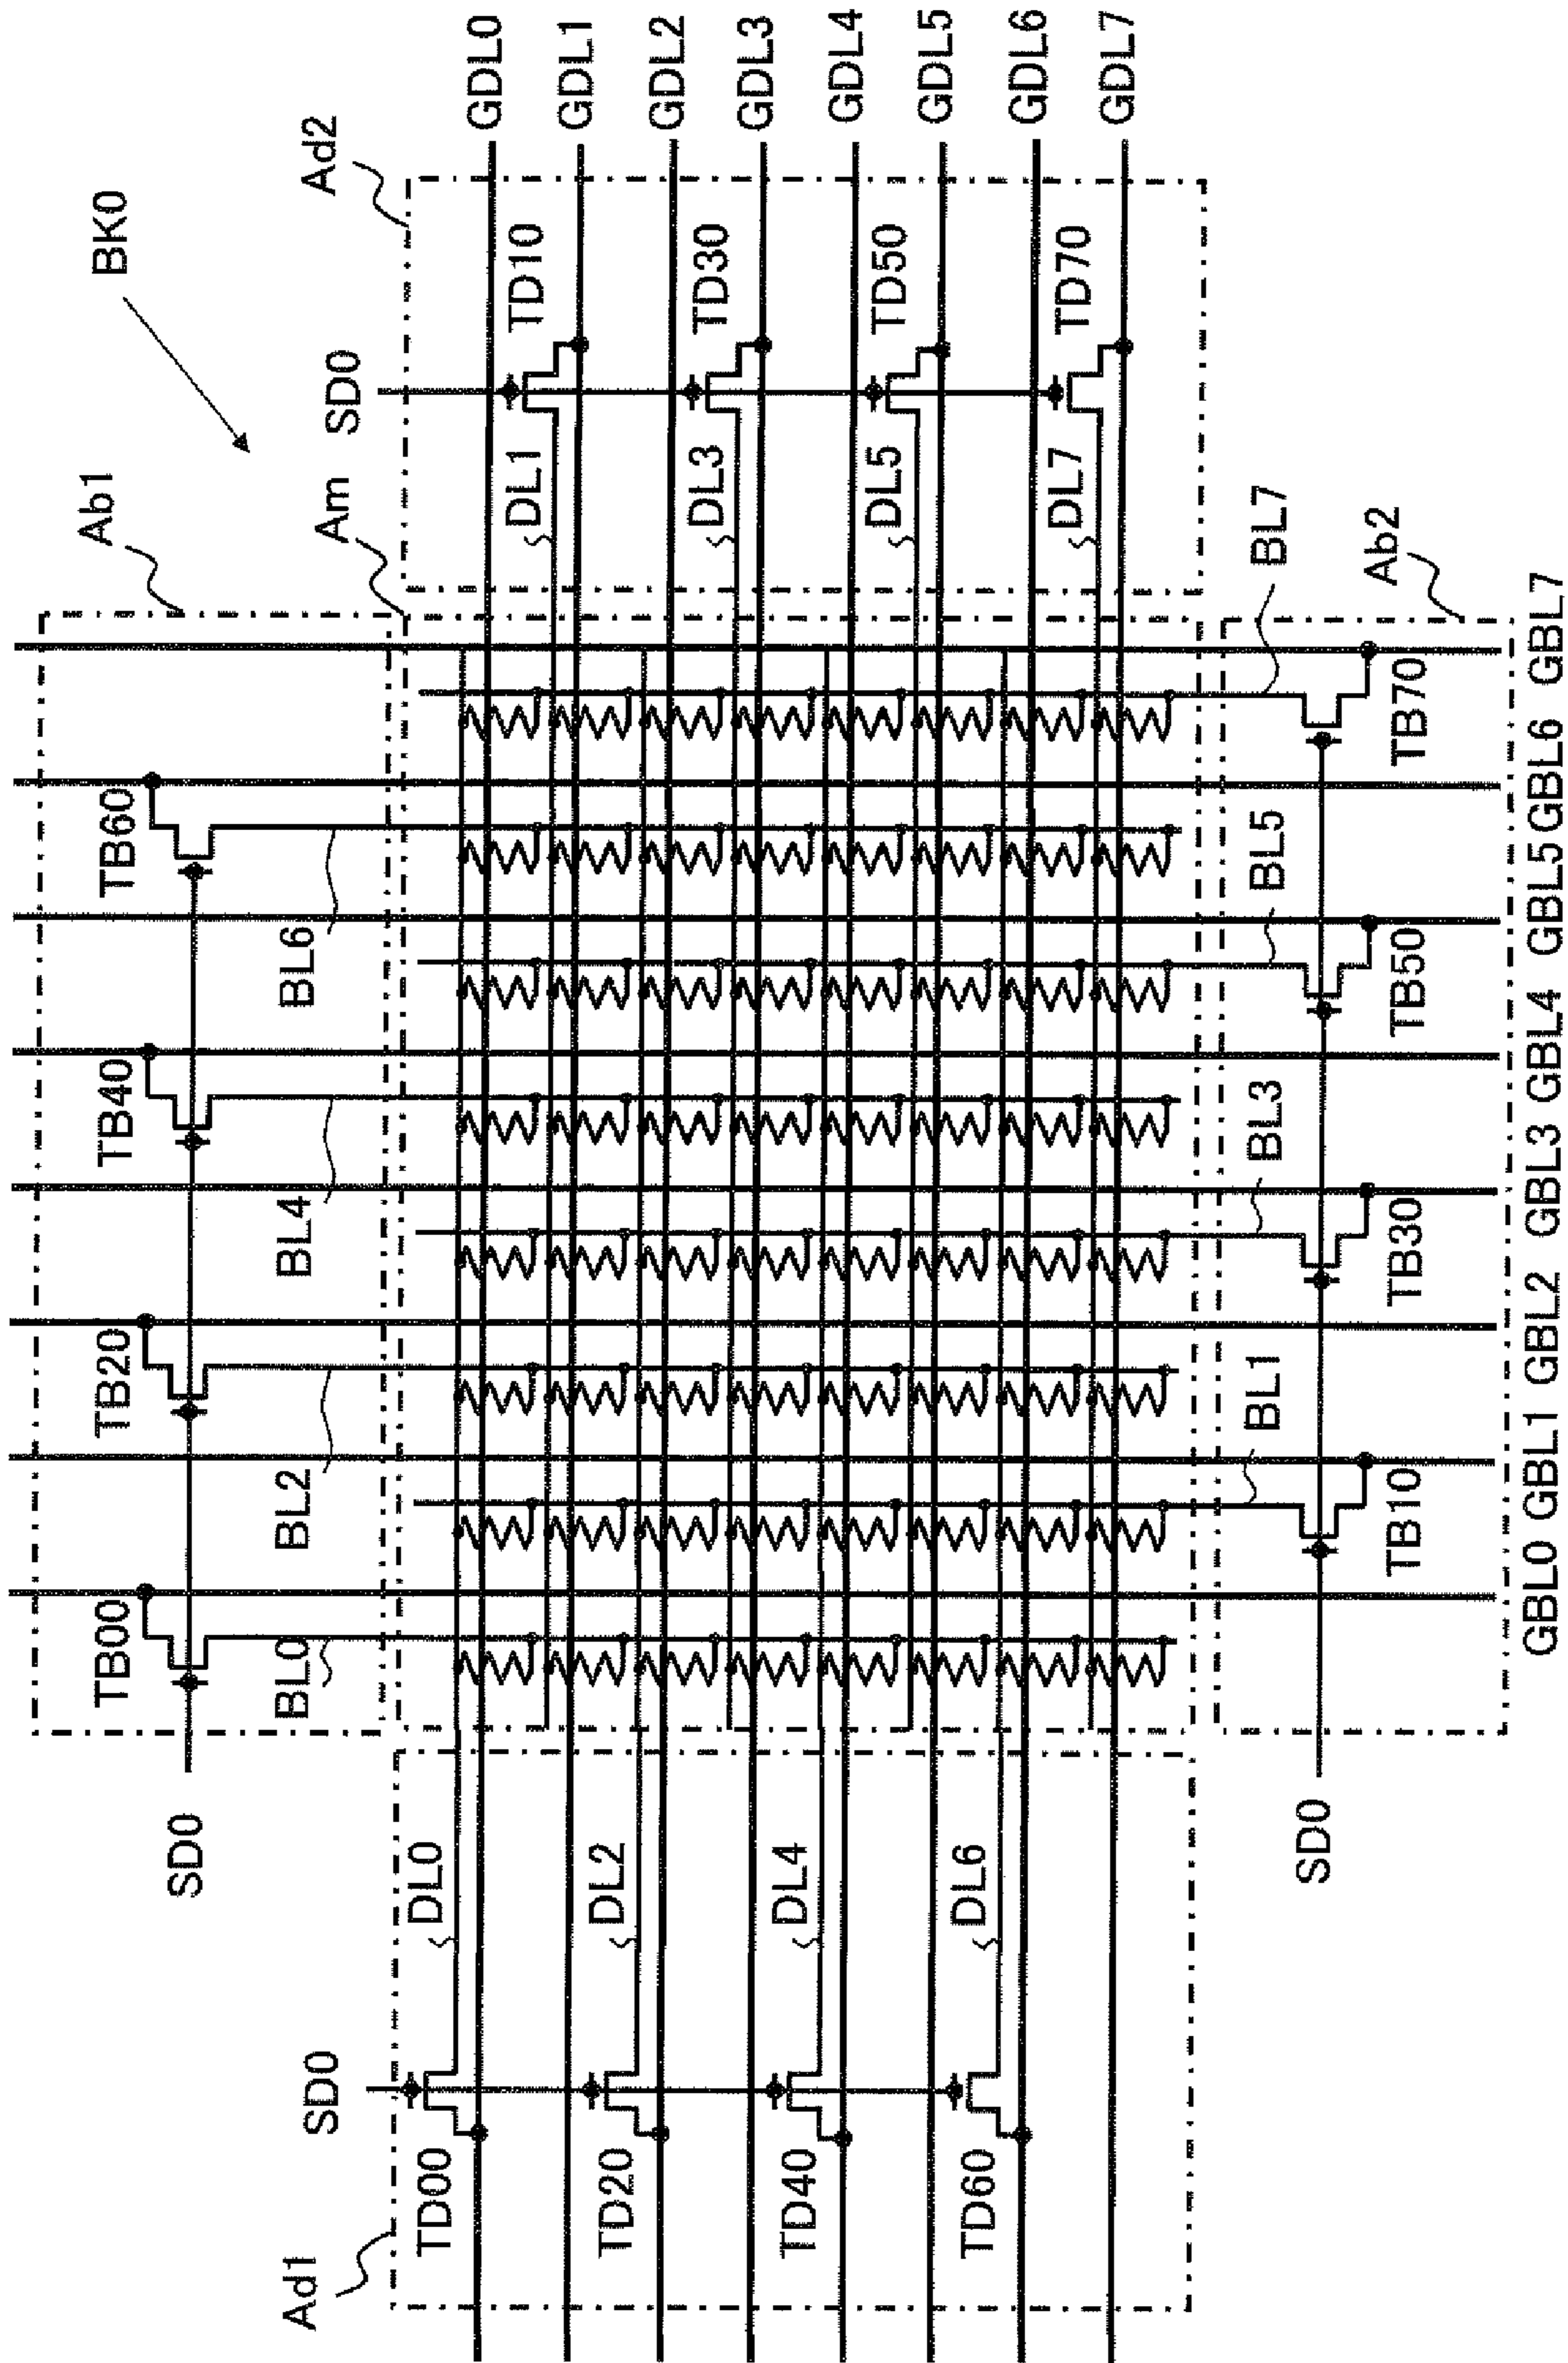 BK0
Ab1
Am
Ad2
SD0
TB00
TB20
TB40
TB60
BL0
BL2
BL4
BL6
SD0
GDL0
GDL1
GDL2
GDL3
GDL4
GDL5
GDL6
GDL7
TD10
TD30
TD50
TD70
DL1
DL3
DL5
DL7
SD0
Ad1
TD00
TD20
TD40
TD60
DL0
DL2
DL4
DL6
SD0
BL1
BL3
BL5
BL7
Ab2
TB10
TB30
TB50
TB70
GBL0 GBL1 GBL2 GBL3 GBL4 GBL5 GBL6 GBL7